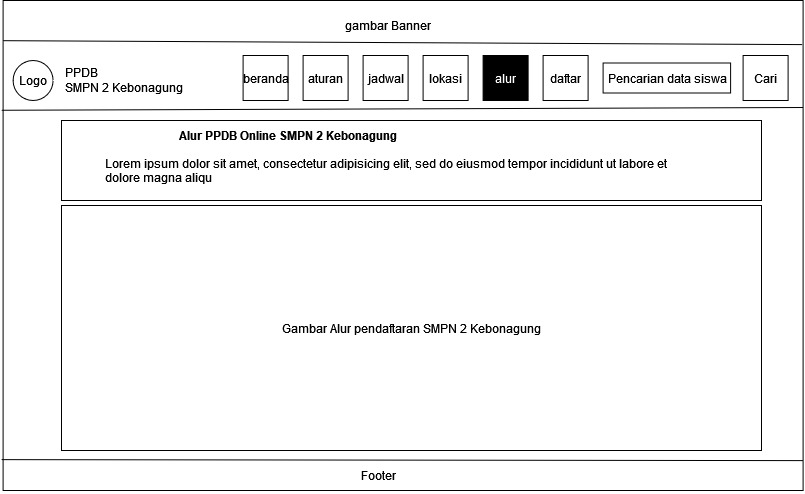 gambar Banner
Logo
PPDB
SMPN 2 Kebonagung
beranda
aturan
jadwal
lokasi
alur
daftar
Pencarian data siswa
Cari
Alur PPDB Online SMPN 2 Kebonagung
Lorem ipsum dolor sit amet, consectetur adipisicing elit, sed do eiusmod tempor incididunt ut labore et
dolore magna aliqu
Gambar Alur pendaftaran SMPN 2 Kebonagung
Footer